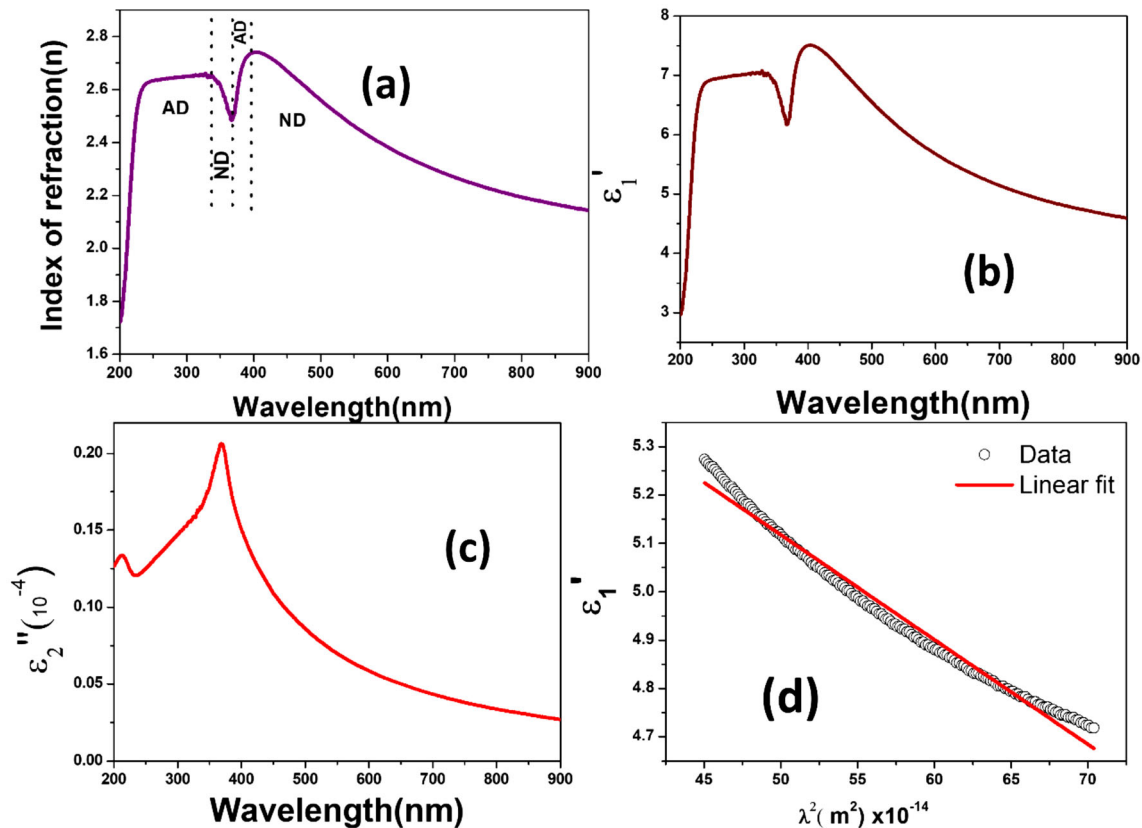 Index of refraction(n)
2.8
2.6
2.4
2.2
2.0
1.8
1.6
AD
ND
AD
ND
(a)
200 300 400 500 600 700 800 900
Wavelength(nm)
ε₁'
8
7
6
5
4
3
(b)
200 300 400 500 600 700 800 900
Wavelength(nm)
ε₂''(10⁻⁴)
0.20
0.15
0.10
0.05
0.00
(c)
200 300 400 500 600 700 800 900
Wavelength(nm)
ε₁'
5.3
5.2
5.1
5.0
4.9
4.8
4.7
Data
Linear fit
(d)
45 50 55 60 65 70
λ²( m²) x10⁻¹⁴